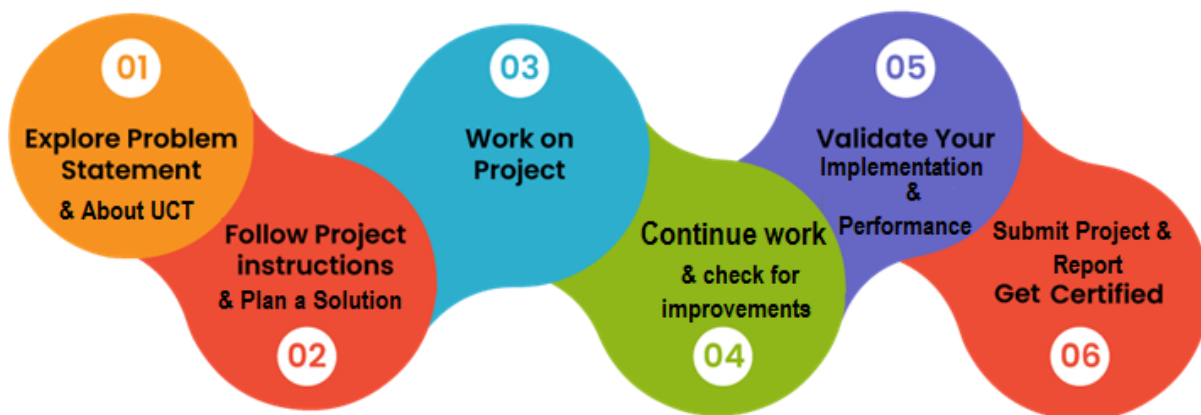 01
Explore Problem
Statement
& About UCT
Follow Project
instructions
& Plan a Solution
02
03
Work on
Project
Continue work
& check for
improvements
04
05
Validate Your
Implementation
&
Performance
Submit Project &
Report
Get Certified
06